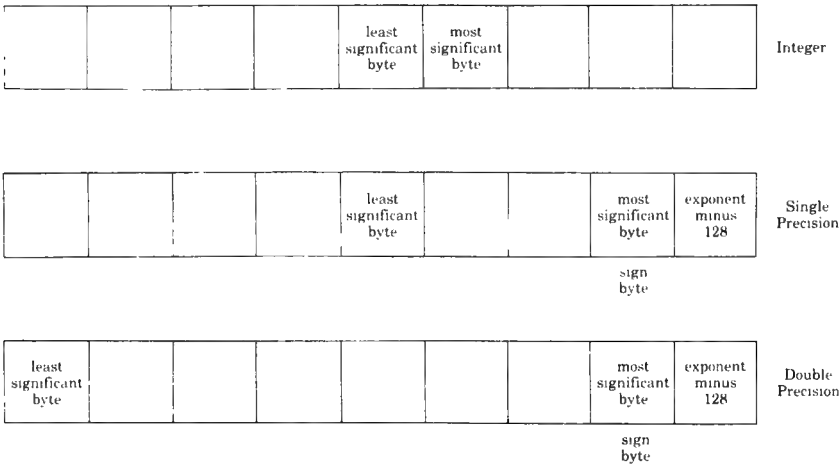 least
significant
byte
most
significant
byte
Integer
least
significant
byte
most
significant
byte
exponent
minus
128
Single
Precision
sign
byte
least
significant
byte
most
significant
byte
exponent
minus
128
Double
Precision
sign
byte